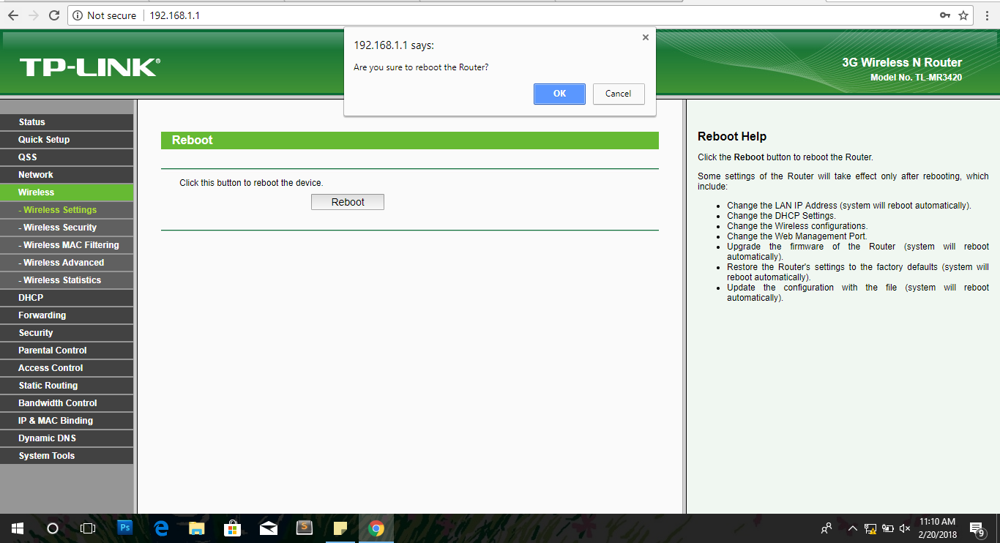 Not secure
192.168.1.1
192.168.1.1 says:
Are you sure to reboot the Router?
OK
Cancel
TP-LINK®
3G Wireless N Router
Model No. TL-MR3420
Status
Quick Setup
QSS
Network
Wireless
- Wireless Settings
- Wireless Security
- Wireless MAC Filtering
- Wireless Advanced
- Wireless Statistics
DHCP
Forwarding
Security
Parental Control
Access Control
Static Routing
Bandwidth Control
IP & MAC Binding
Dynamic DNS
System Tools
Reboot
Click this button to reboot the device.
Reboot
Reboot Help
Click the Reboot button to reboot the Router.
Some settings of the Router will take effect only after rebooting, which
include:
• Change the LAN IP Address (system will reboot automatically).
• Change the DHCP Settings.
• Change the Wireless configurations.
• Change the Web Management Port.
• Upgrade the firmware of the Router (system will reboot
automatically).
• Restore the Router's settings to the factory defaults (system will
reboot automatically).
• Update the configuration with the file (system will reboot
automatically).
Ps
S
11:10 AM
2/20/2018
9